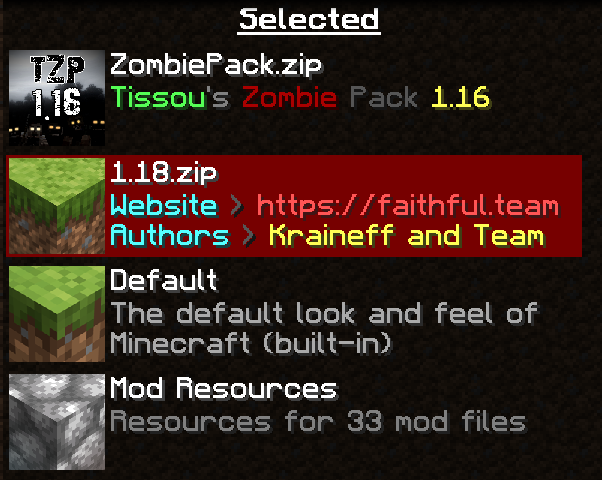 Selected
TZP
1.16
ZombiePack.zip
Tissou's Zombie Pack 1.16
1.18.zip
Website > https://faithful.team
Authors > Kraineff and Team
Default
The default look and feel of
Minecraft (built-in)
Mod Resources
Resources for 33 mod files